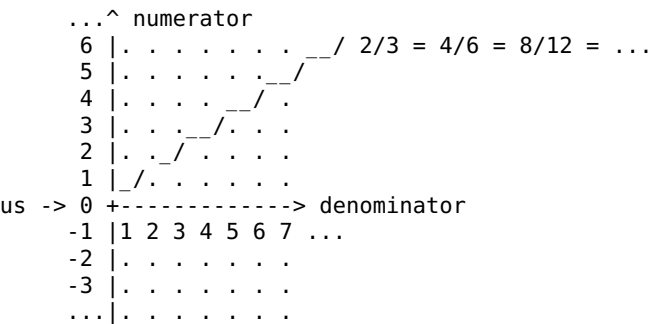 ...^ numerator
6 |. . . . . . . __/ 2/3 = 4/6 = 8/12 = ...
5 |. . . . . .__/
4 |. . . . __/ .
3 |. . .__/. . .
2 |. ._/ . . . .
1 |_/. . . . . .
us -> 0 +-------------> denominator
-1 |1 2 3 4 5 6 7 ...
-2 |. . . . . . .
-3 |. . . . . . .
...|. . . . . . .